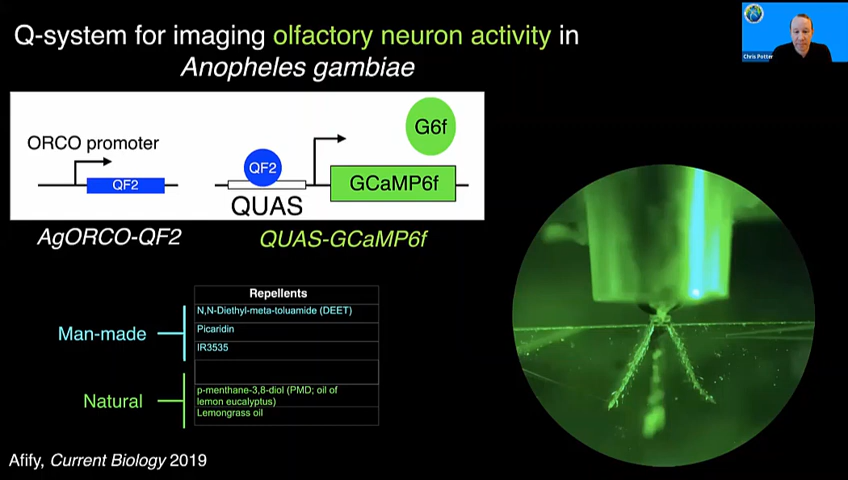 Q-system for imaging olfactory neuron activity in
Anopheles gambiae
Chris Potter
ORCO promoter
QF2
QF2
QUAS
G6f
GCaMP6f
AgORCO-QF2
QUAS-GCaMP6f
Repellents
Man-made
N,N-Diethyl-meta-toluamide (DEET)
Picaridin
IR3535
Natural
p-menthane-3,8-diol (PMD; oil of
lemon eucalyptus)
Lemongrass oil
Afify, Current Biology 2019